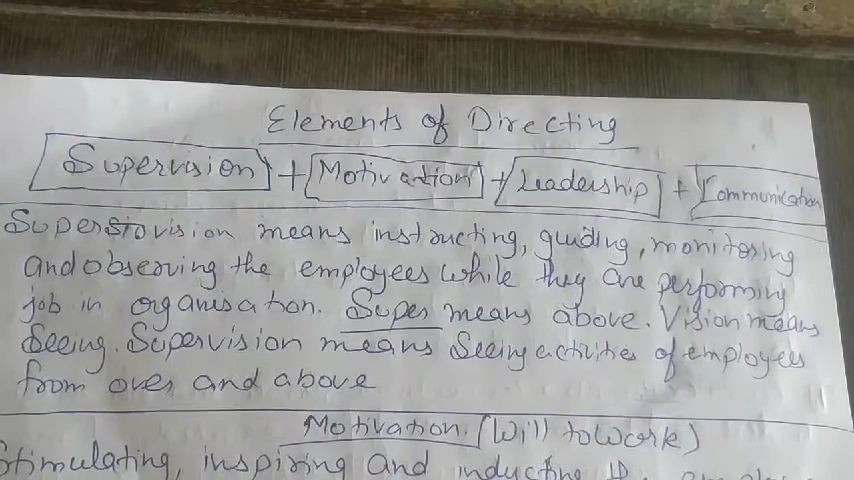 Elements of Directing
Supervision + Motivation + Leadership + Communication
Superstovision means instructing, guiding, monitoring
and observing the employees while they are performing
job in organisation. Super means above. Vision means
Seeing. Supervision means Seeing activities of employees
from over and above
Motivation. (Will to work)
Stimulating, inspiring and inducting